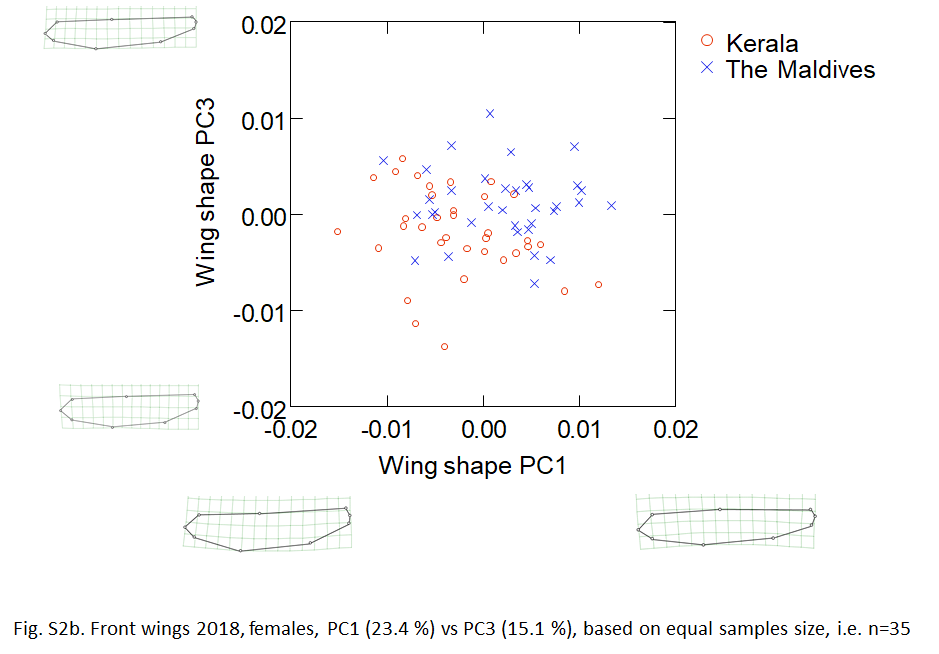 0.02
0.01
0.00
-0.01
-0.02
Wing shape PC3
-0.02
-0.01
0.00
0.01
0.02
Wing shape PC1
Kerala
The Maldives
Fig. S2b. Front wings 2018, females, PC1 (23.4 %) vs PC3 (15.1 %), based on equal samples size, i.e. n=35